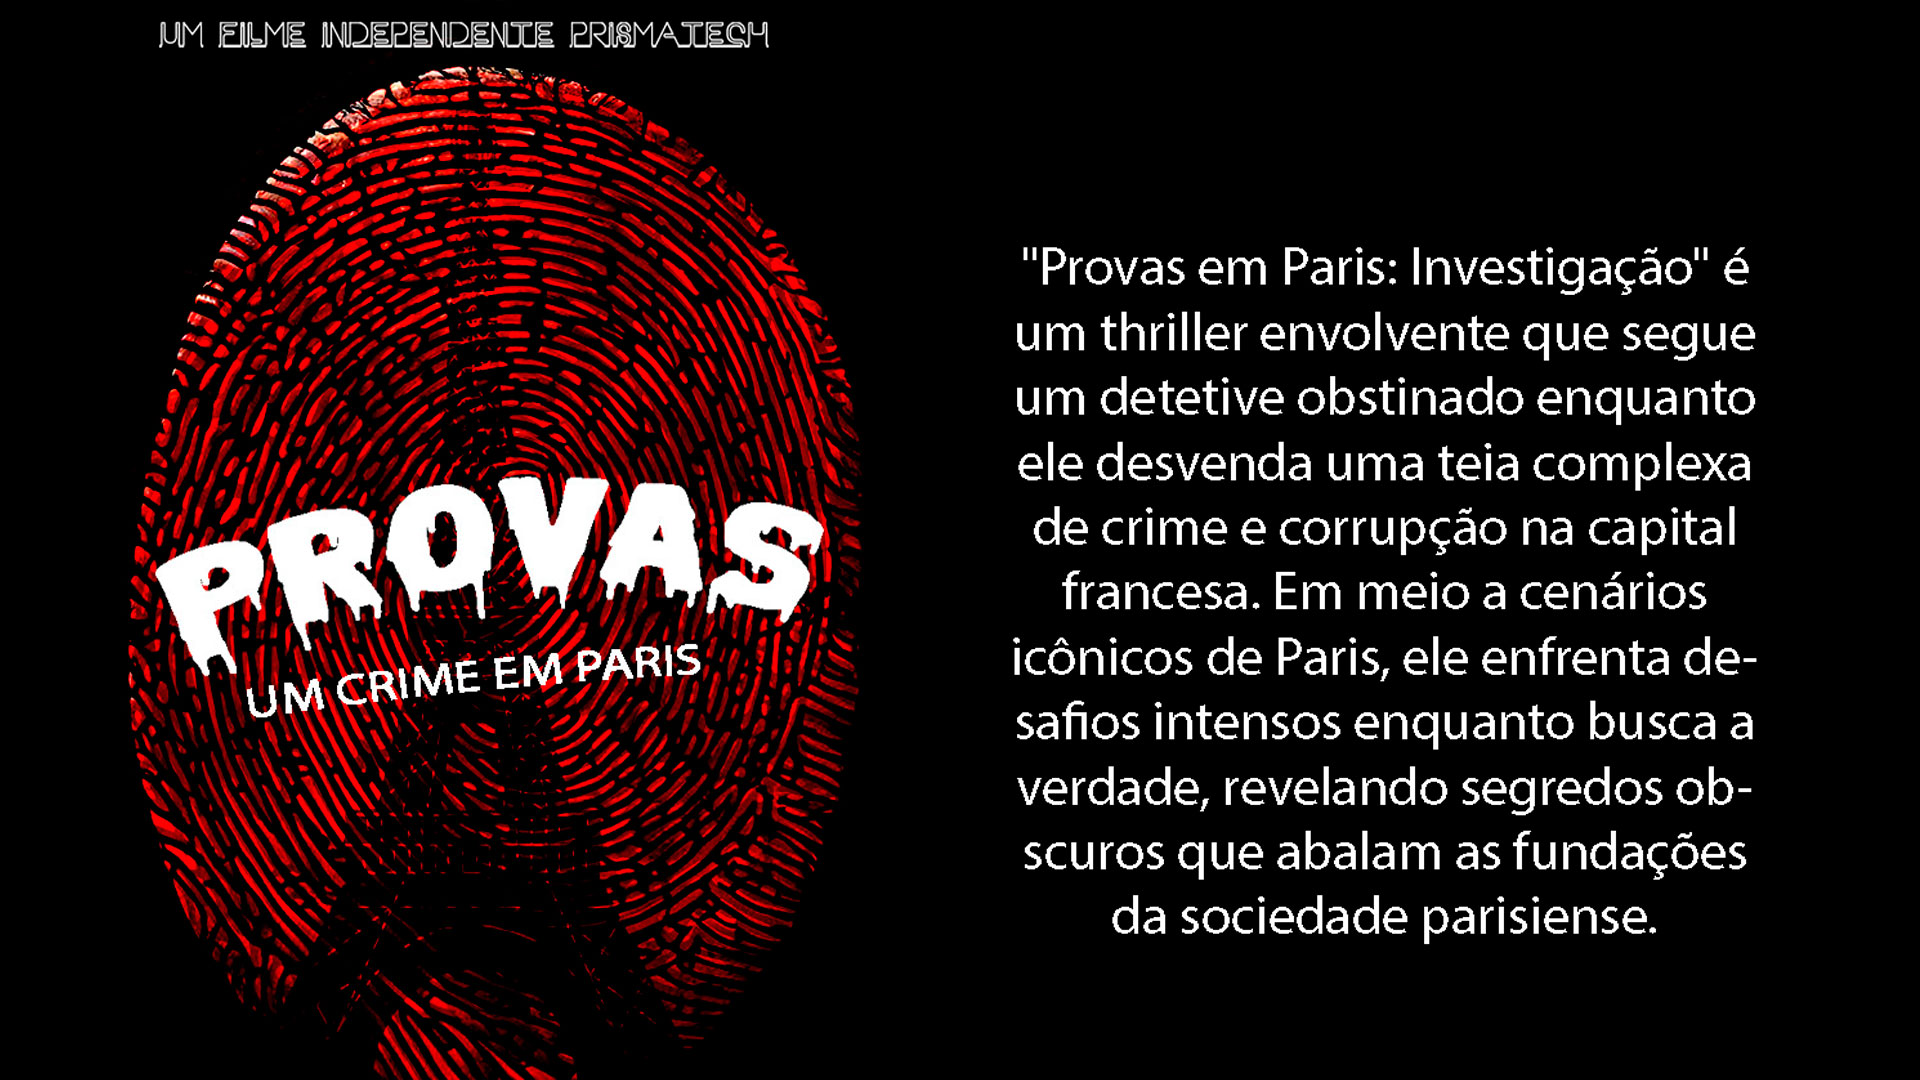 UM FILME INDEPENDENTE PRISMATECH
PROVAS
UM CRIME EM PARIS
"Provas em Paris: Investigação" é
um thriller envolvente que segue
um detetive obstinado enquanto
ele desvenda uma teia complexa
de crime e corrupção na capital
francesa. Em meio a cenários
icônicos de Paris, ele enfrenta de-
safios intensos enquanto busca a
verdade, revelando segredos ob-
scuros que abalam as fundações
da sociedade parisiense.